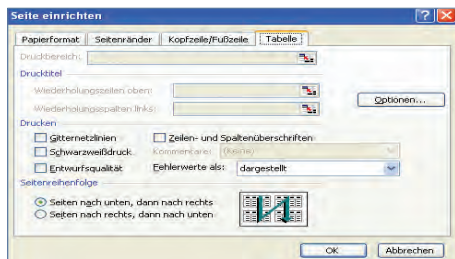 Seite einrichten
Papierformat Seitenränder Kopfzeile/Fußzeile Tabelle
Druckbereich:
Drucktitel
Wiederholungszeilen oben:
Wiederholungsspalten links:
Optionen...
Drucken
Gitternetzlinien Zeilen- und Spaltenüberschriften
Schwarzweißdruck Kommentare: (Keine)
Entwurfsqualität Fehlerwerte als: dargestellt
Seitenreihenfolge
Seiten nach unten, dann nach rechts
Seiten nach rechts, dann nach unten
OK Abbrechen